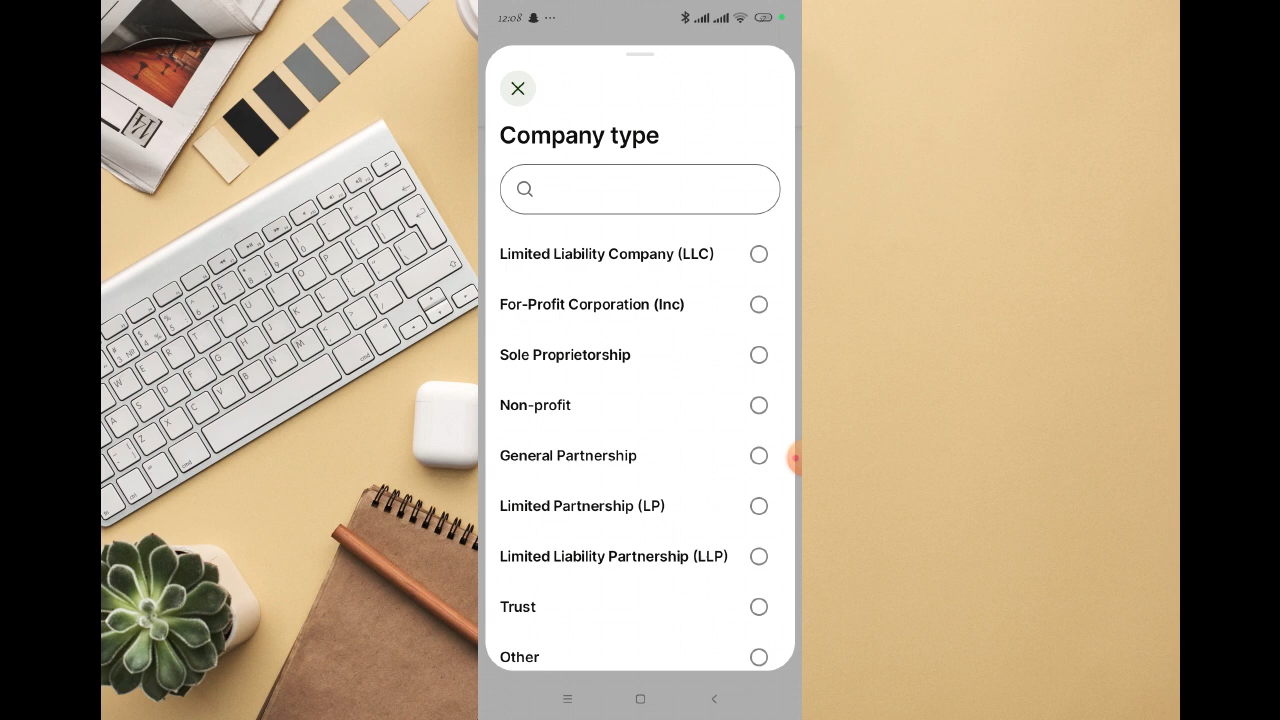 12:08
Company type
Limited Liability Company (LLC)
For-Profit Corporation (Inc)
Sole Proprietorship
Non-profit
General Partnership
Limited Partnership (LP)
Limited Liability Partnership (LLP)
Trust
Other